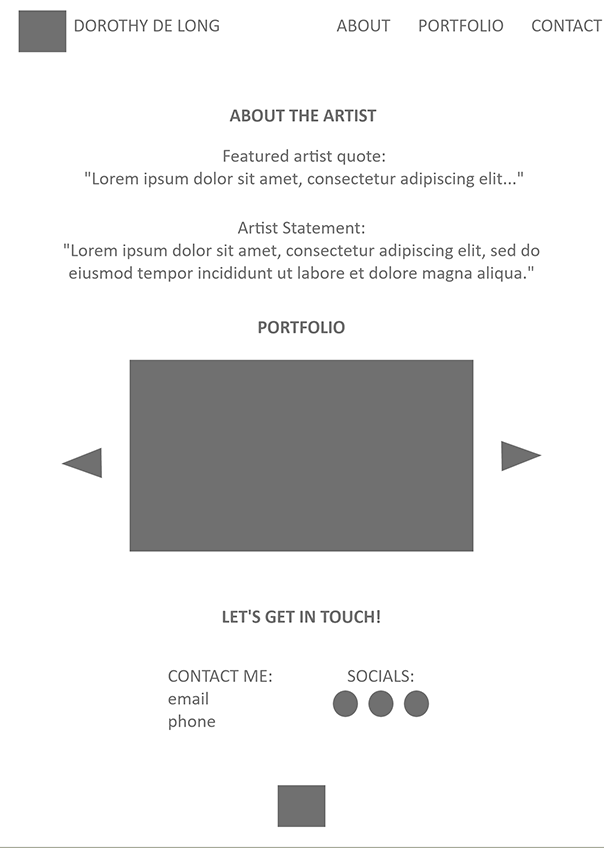 DOROTHY DE LONG
ABOUT
PORTFOLIO
CONTACT
ABOUT THE ARTIST
Featured artist quote:
"Lorem ipsum dolor sit amet, consectetur adipiscing elit..."
Artist Statement:
"Lorem ipsum dolor sit amet, consectetur adipiscing elit, sed do
eiusmod tempor incididunt ut labore et dolore magna aliqua."
PORTFOLIO
LET'S GET IN TOUCH!
CONTACT ME:
email
phone
SOCIALS: